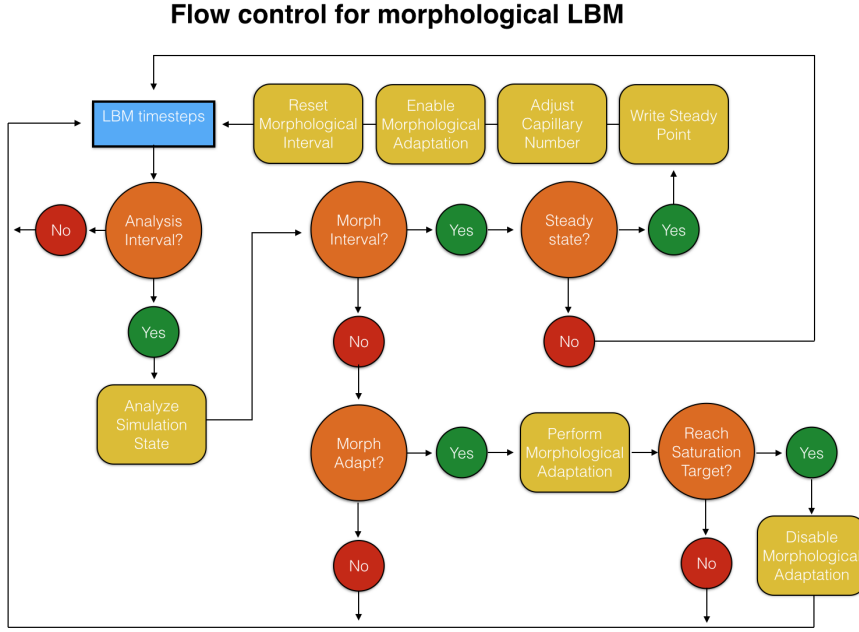 Flow control for morphological LBM
LBM timesteps
Reset
Morphological
Interval
Enable
Morphological
Adaptation
Adjust
Capillary
Number
Write Steady
Point
No
Analysis
Interval?
Morph
Interval?
Yes
Steady
state?
Yes
Yes
No
No
Analyze
Simulation
State
Morph
Adapt?
Yes
Perform
Morphological
Adaptation
Reach
Saturation
Target?
Yes
No
No
Disable
Morphological
Adaptation